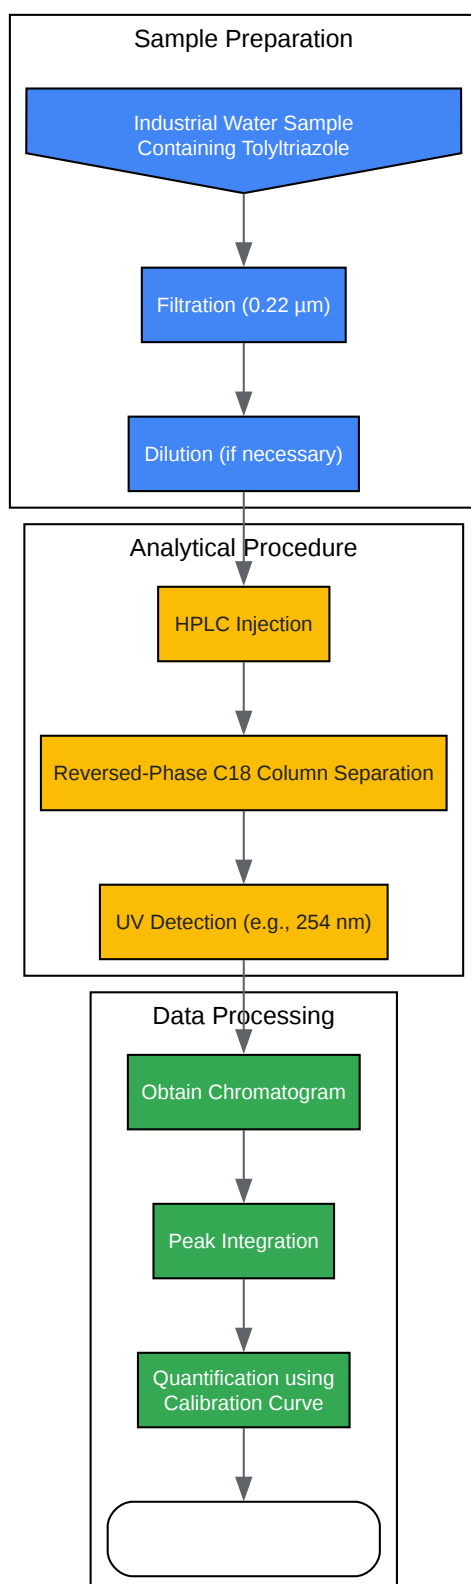 Sample Preparation
Industrial Water Sample
Containing Tolyltriazole
Filtration (0.22 µm)
Dilution (if necessary)
Analytical Procedure
HPLC Injection
Reversed-Phase C18 Column Separation
UV Detection (e.g., 254 nm)
Data Processing
Obtain Chromatogram
Peak Integration
Quantification using
Calibration Curve